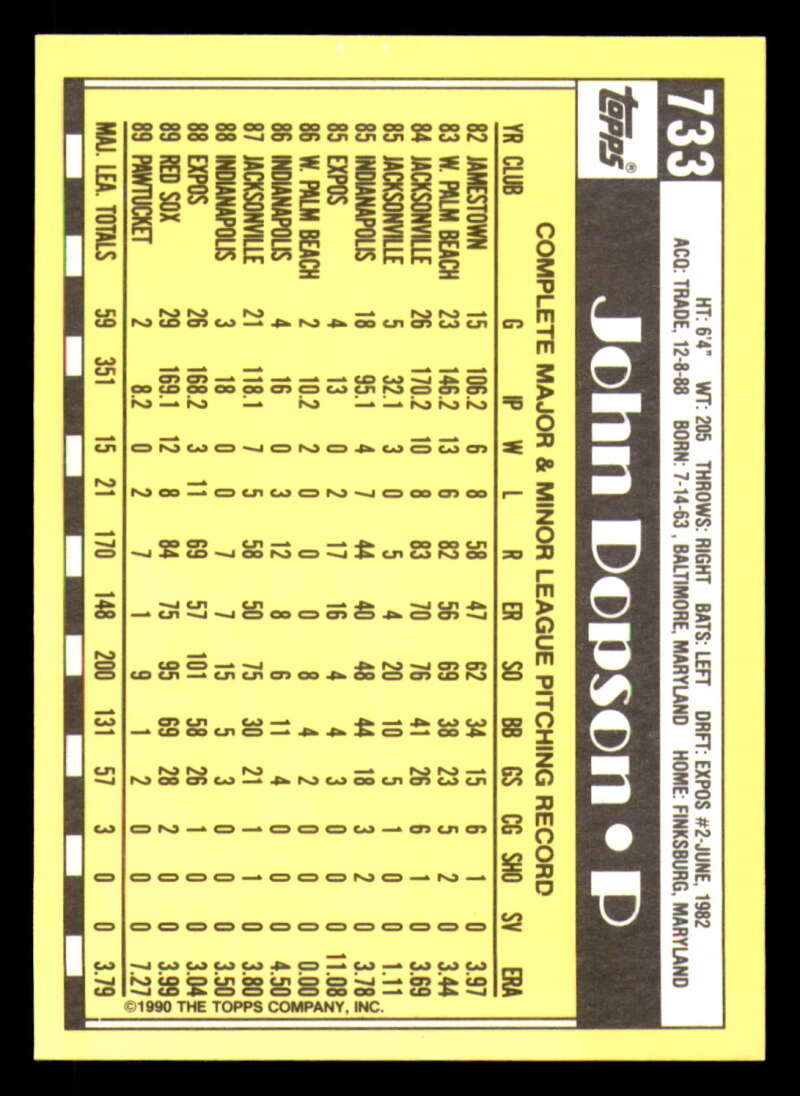 733
HT: 6'4" WT: 205 THROWS: RIGHT BATS: LEFT DRFT: EXPOS #2-JUNE, 1982
ACQ: TRADE, 12-8-88 BORN: 7-14-63, BALTIMORE, MARYLAND HOME: FINKSBURG, MARYLAND
TOPPS®
John Dopson • P
COMPLETE MAJOR & MINOR LEAGUE PITCHING RECORD
YR CLUB G IP W L R ER SO BB GS CG SHO SV ERA
82 JAMESTOWN 15 106.2 6 8 58 47 62 34 15 6 1 0 3.97
83 W. PALM BEACH 23 146.2 13 6 82 56 69 38 23 5 2 0 3.44
84 JACKSONVILLE 26 170.2 10 8 83 70 76 41 26 6 1 0 3.69
85 JACKSONVILLE 5 32.1 3 0 5 4 20 10 5 1 0 0 1.11
85 INDIANAPOLIS 18 95.1 4 7 44 40 48 44 18 3 2 0 3.78
85 EXPOS 4 13 0 2 17 16 4 4 3 0 0 0 11.08
86 W. PALM BEACH 2 10.2 2 0 0 0 8 4 2 0 0 0 0.00
86 INDIANAPOLIS 4 16 0 3 12 8 6 11 4 0 0 0 4.50
87 JACKSONVILLE 21 118.1 7 5 58 50 75 30 21 1 1 0 3.80
88 INDIANAPOLIS 3 18 0 0 7 7 15 5 3 0 0 0 3.50
88 EXPOS 26 168.2 3 11 69 57 101 58 26 1 0 0 3.04
89 RED SOX 29 169.1 12 8 84 75 95 69 28 2 0 0 3.99
89 PAWTUCKET 2 8.2 0 2 7 1 9 1 2 0 0 0 7.27
MAJ. LEA. TOTALS 59 351 15 21 170 148 200 131 57 3 0 0 3.79
©1990 THE TOPPS COMPANY, INC.